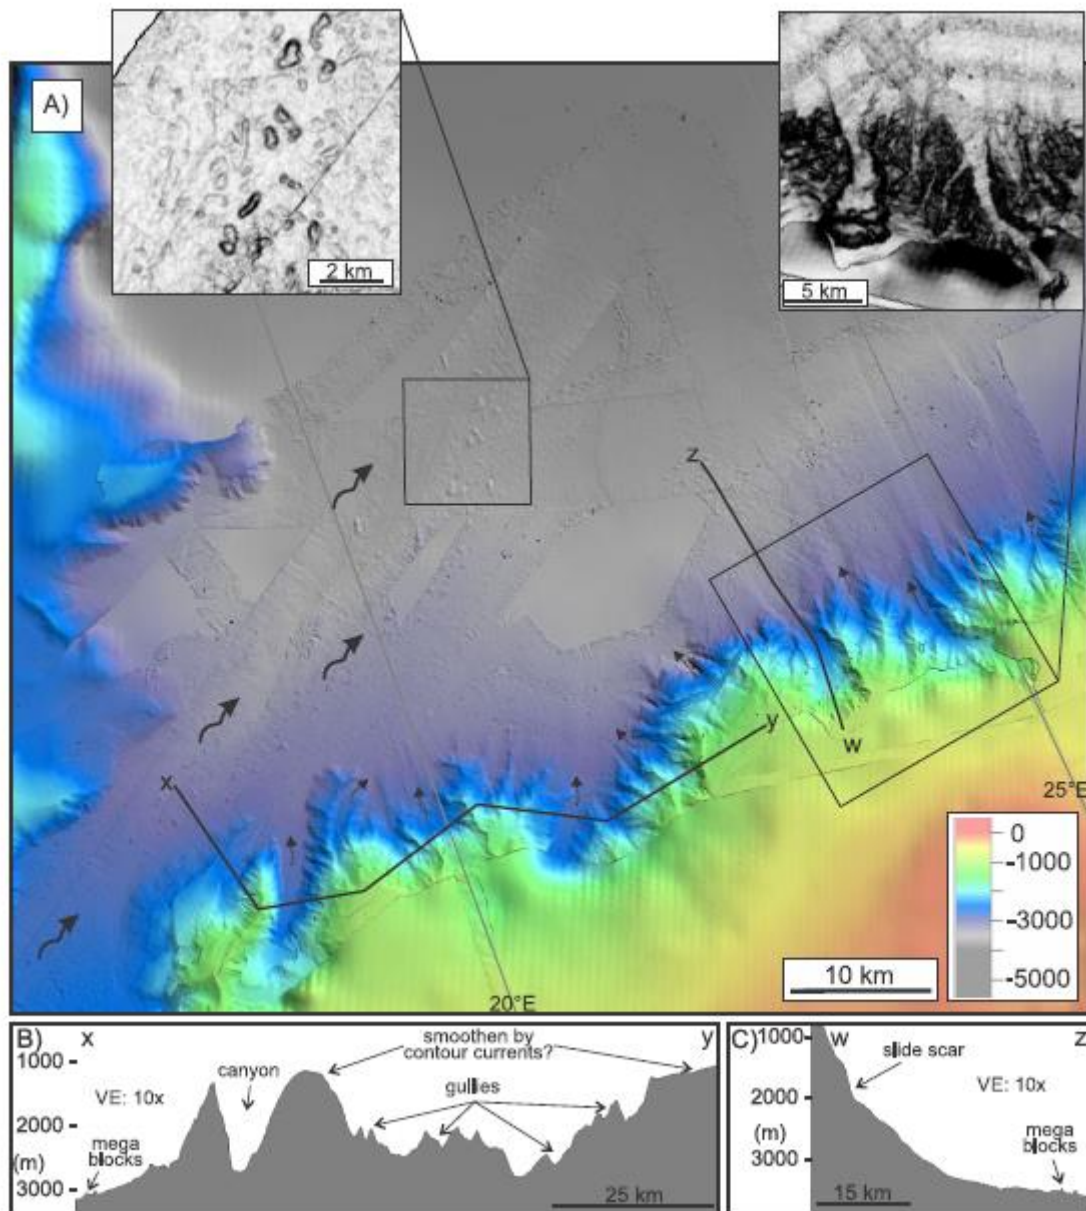 A)
2 km
5 km
z
y
x
w
25°E
20°E
0
-1000
-3000
-5000
10 km
B)
x
y
1000
2000
(m)
3000
VE: 10x
mega
blocks
canyon
smoothen by
contour currents?
gullies
25 km
C)
w
z
1000
2000
(m)
3000
slide scar
VE: 10x
mega
blocks
15 km